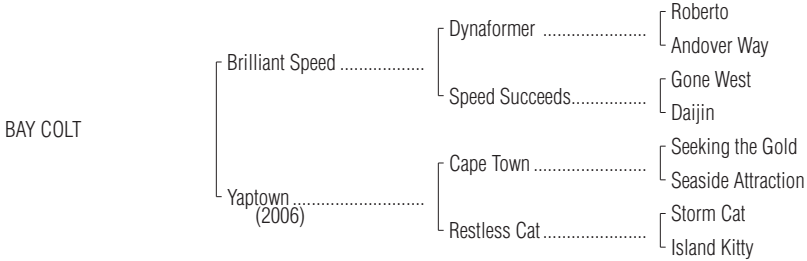 Roberto
Dynaformer ......................
Andover Way
Brilliant Speed ..................
Gone West
Speed Succeeds................
Daijin
BAY COLT
Seeking the Gold
Cape Town ........................
Seaside Attraction
Yaptown ............................
(2006)
Storm Cat
Restless Cat ......................
Island Kitty